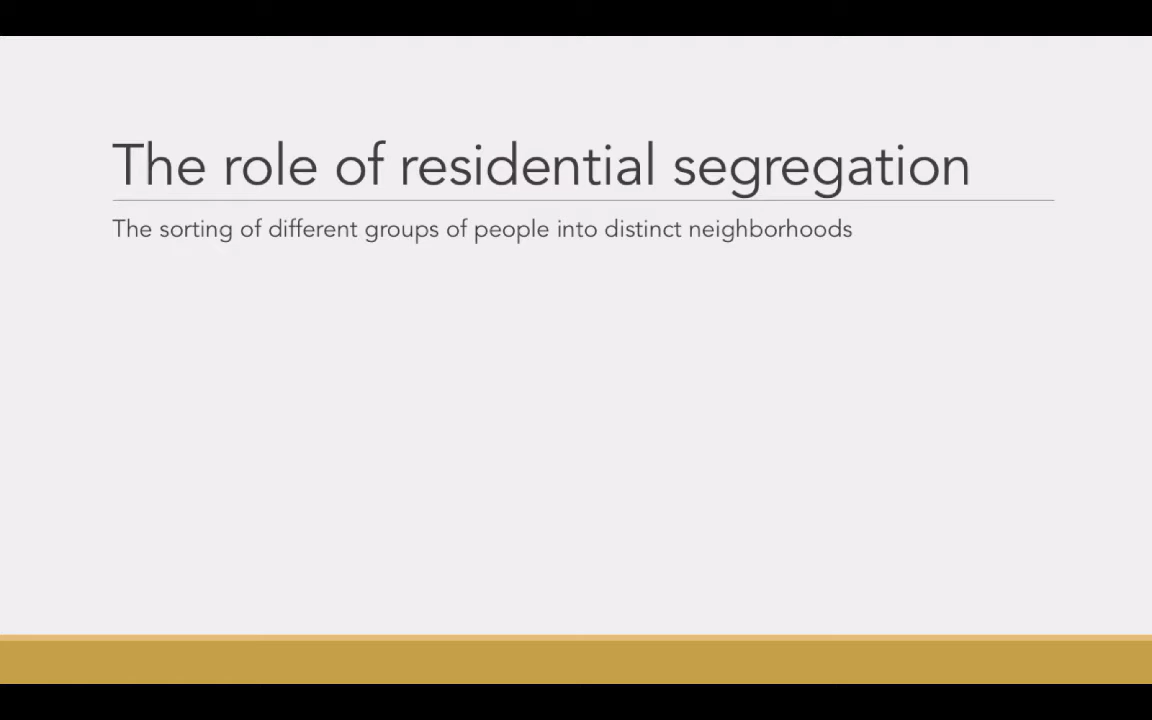 The role of residential segregation
The sorting of different groups of people into distinct neighborhoods